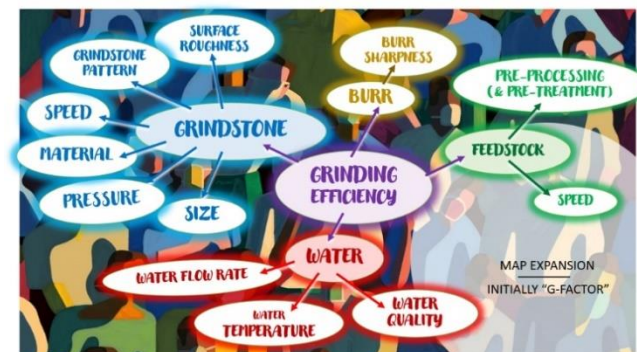 SURFACE
ROUGHNESS
GRINDSTONE
PATTERN
SPEED
MATERIAL
PRESSURE
SIZE
GRINDSTONE
BURR
SHARPNESS
BURR
PRE-PROCESSING
(& PRE-TREATMENT)
FEEDSTOCK
SPEED
GRINDING
EFFICIENCY
WATER
WATER FLOW RATE
WATER
TEMPERATURE
WATER
QUALITY
MAP EXPANSION
INITIALLY "G-FACTOR"